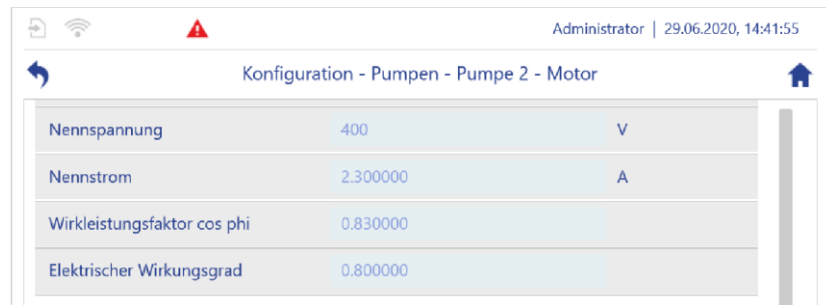 Administrator | 29.06.2020, 14:41:55
Konfiguration - Pumpen - Pumpe 2 - Motor
Nennspannung 400 V
Nennstrom 2.300000 A
Wirkleistungsfaktor cos phi 0.830000
Elektrischer Wirkungsgrad 0.800000